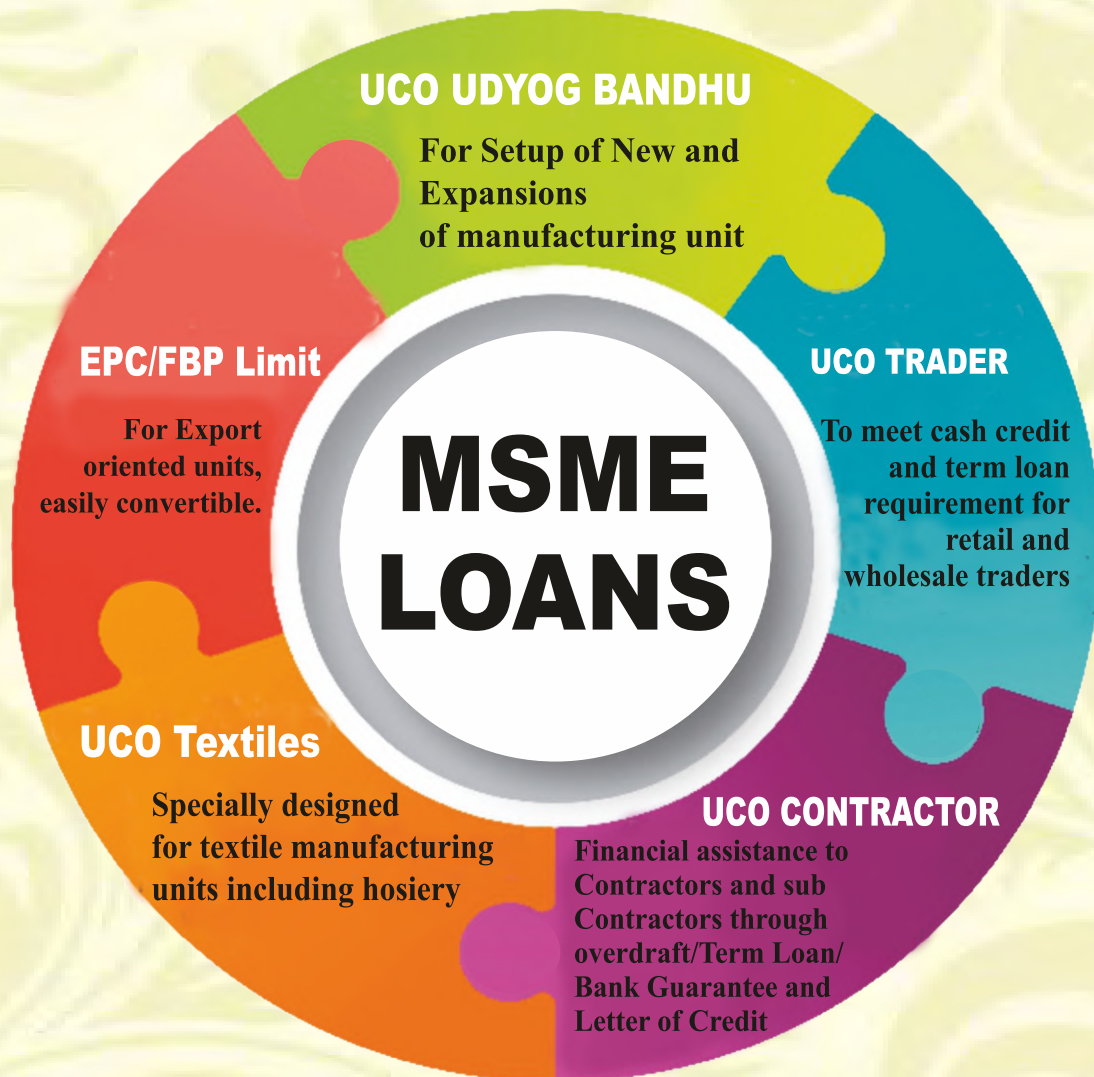 UCO UDYOG BANDHU
For Setup of New and
Expansions
of manufacturing unit
EPC/FBP Limit
For Export
oriented units,
easily convertible.
MSME
LOANS
UCO TRADER
To meet cash credit
and term loan
requirement for
retail and
wholesale traders
UCO Textiles
Specially designed
for textile manufacturing
units including hosiery
UCO CONTRACTOR
Financial assistance to
Contractors and sub
Contractors through
overdraft/Term Loan/
Bank Guarantee and
Letter of Credit